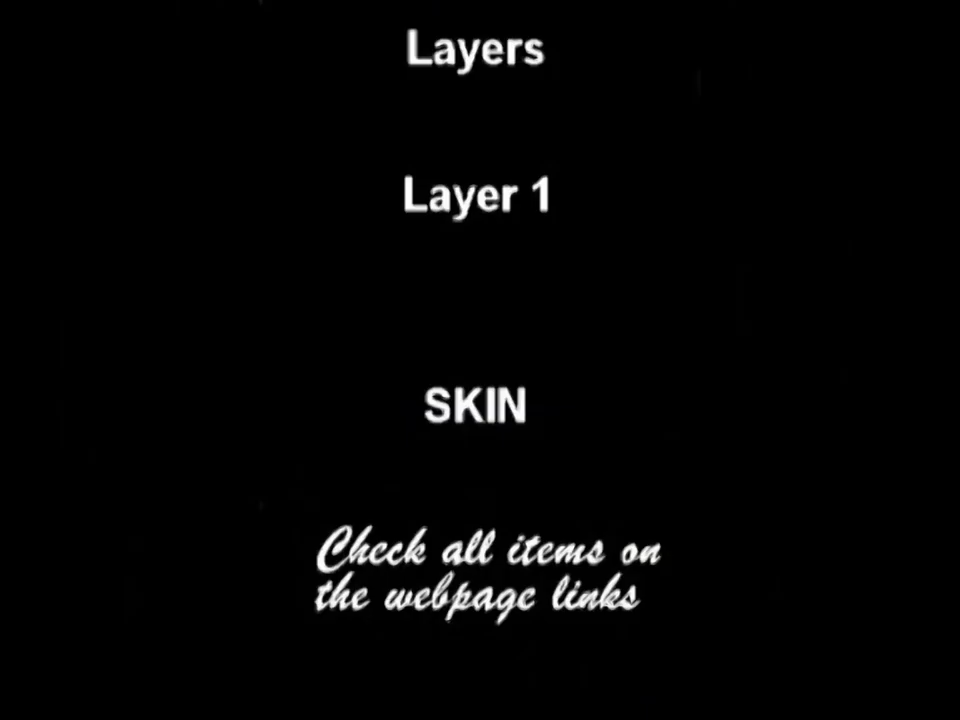 Layers
Layer 1
SKIN
Check all items on
the webpage links